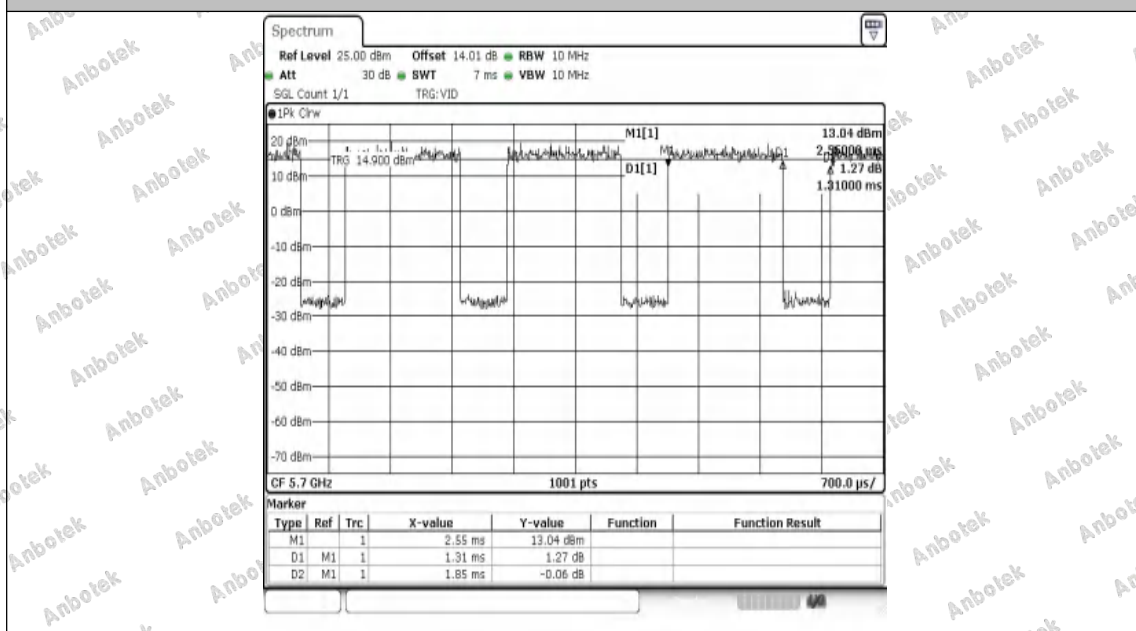 Spectrum
Ref Level 25.00 dBm Offset 14.01 dB RBW 10 MHz
Att 30 dB SWT 7 ms VBW 10 MHz
SGL Count 1/1 TRG:VID
1Pk Clrw
M1[1] 13.04 dBm
2.55000 ms
D1[1] 1.27 dB
1.31000 ms
20 dBm
TRG 14.900 dBm
10 dBm
0 dBm
-10 dBm
-20 dBm
-30 dBm
-40 dBm
-50 dBm
-60 dBm
-70 dBm
D1
CF 5.7 GHz 1001 pts 700.0 µs/
Marker
Type Ref Trc X-value Y-value Function Function Result
M1 1 2.55 ms 13.04 dBm
D1 M1 1 1.31 ms 1.27 dB
D2 M1 1 1.85 ms -0.06 dB
Anbotek